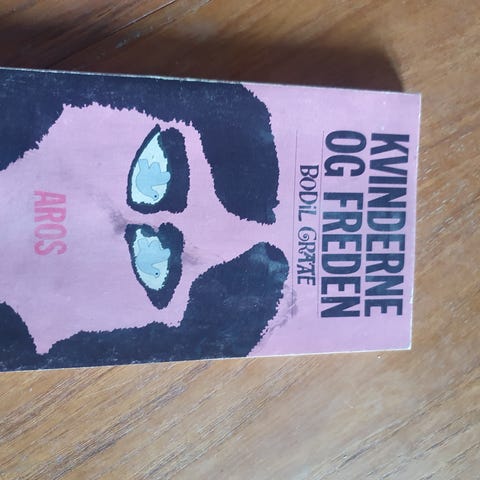 KVINDERNE
OG FREDEN
BODIL GRAAE
AROS